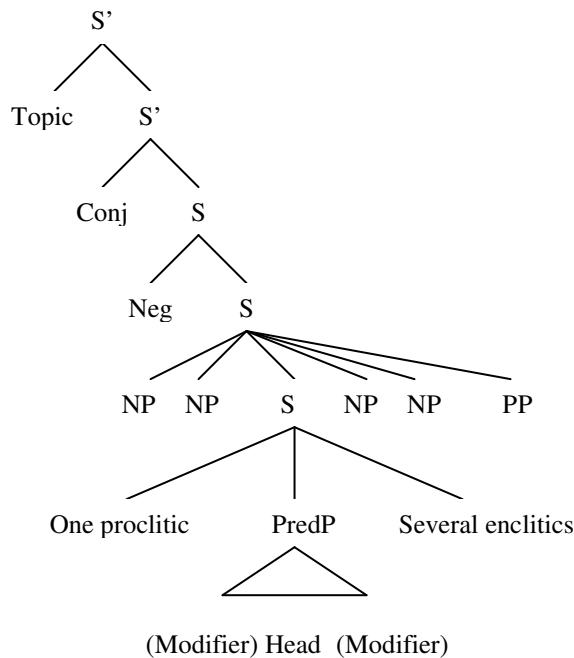 S’
Topic S’
Conj S
Neg S
NP NP S NP NP PP
One proclitic PredP Several enclitics
(Modifier) Head (Modifier)